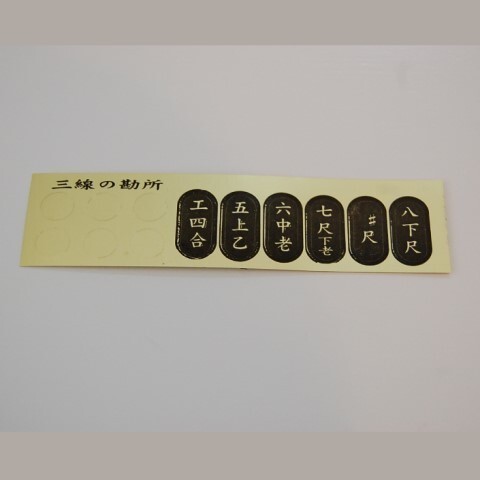 三線の勘所
工四合
五上乙
六中老
七尺下老
#尺
八下尺